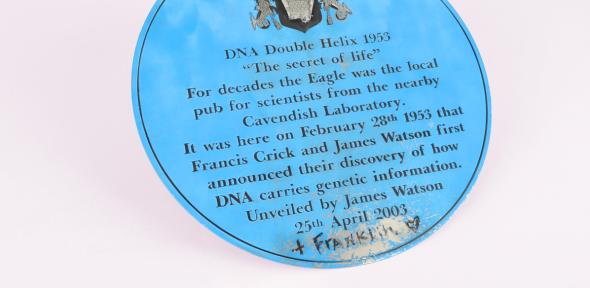 DNA Double Helix 1953
“The secret of life”
For decades the Eagle was the local
pub for scientists from the nearby
Cavendish Laboratory.
It was here on February 28th 1953 that
Francis Crick and James Watson first
announced their discovery of how
DNA carries genetic information.
Unveiled by James Watson
25th April 2003
+ FRANKLIN ♡